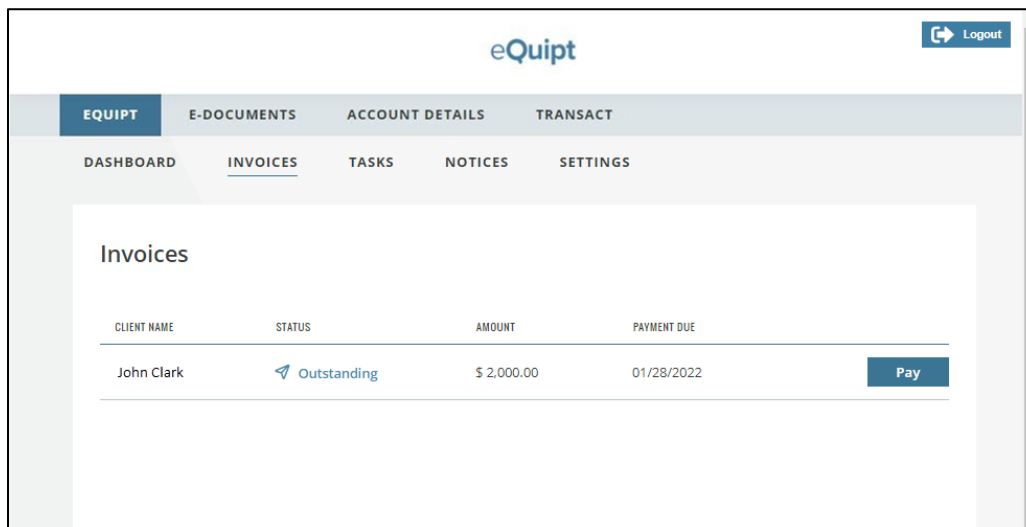 Logout
eQuipt
EQUIPT E-DOCUMENTS ACCOUNT DETAILS TRANSACT
DASHBOARD INVOICES TASKS NOTICES SETTINGS
Invoices
CLIENT NAME STATUS AMOUNT PAYMENT DUE
John Clark Outstanding $ 2,000.00 01/28/2022 Pay